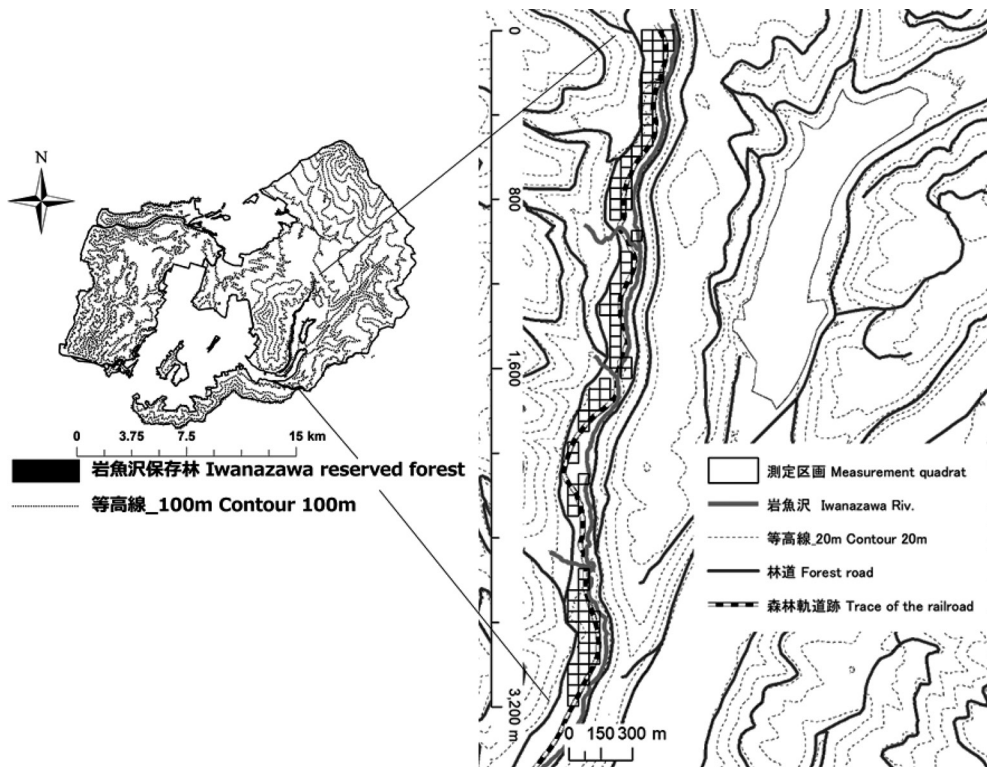 N
0 3.75 7.5 15 km
岩魚沢保存林 Iwanazawa reserved forest
等高線_100m Contour 100m
0
800
1,600
3,200 m
測定区画 Measurement quadrat
岩魚沢 Iwanazawa Riv.
等高線_20m Contour 20m
林道 Forest road
森林軌道跡 Trace of the railroad
0 150 300 m